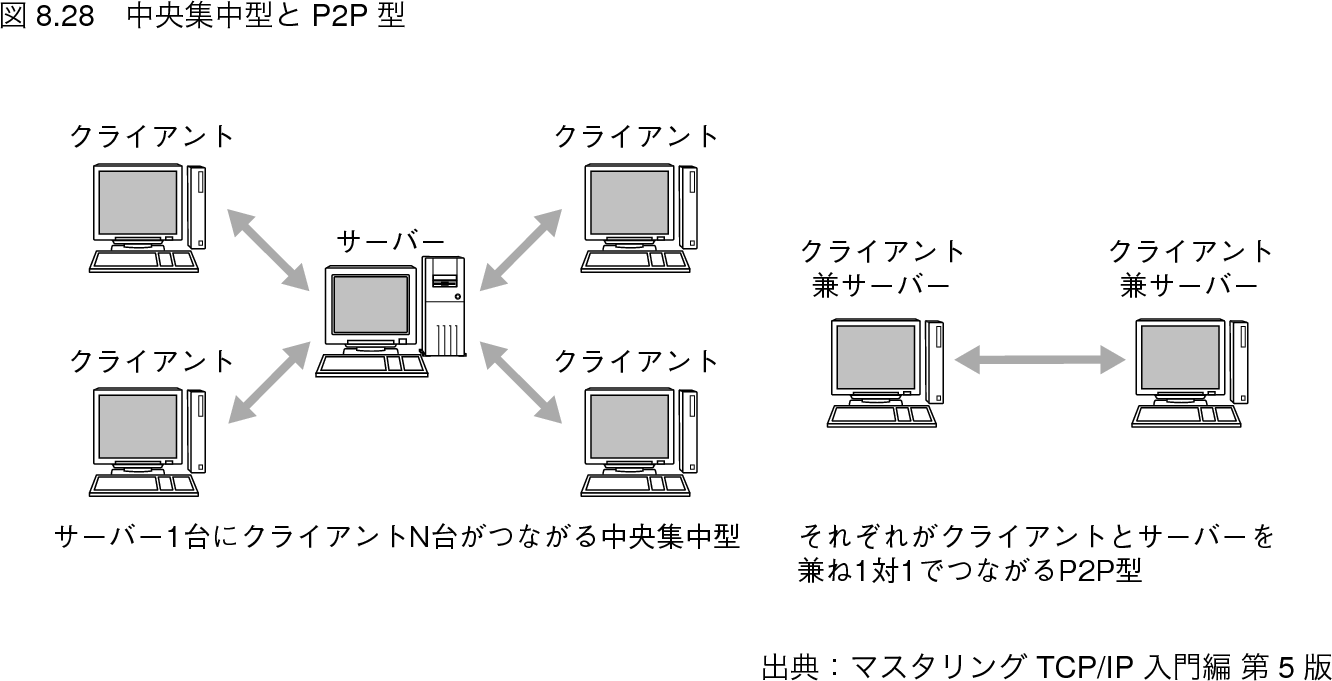 図 8.28　中央集中型と P2P 型
クライアント
クライアント
サーバー
クライアント
クライアント
サーバー1台にクライアントN台がつながる中央集中型
クライアント
兼サーバー
クライアント
兼サーバー
それぞれがクライアントとサーバーを
兼ね1対1でつながるP2P型
出典：マスタリング TCP/IP 入門編 第 5 版